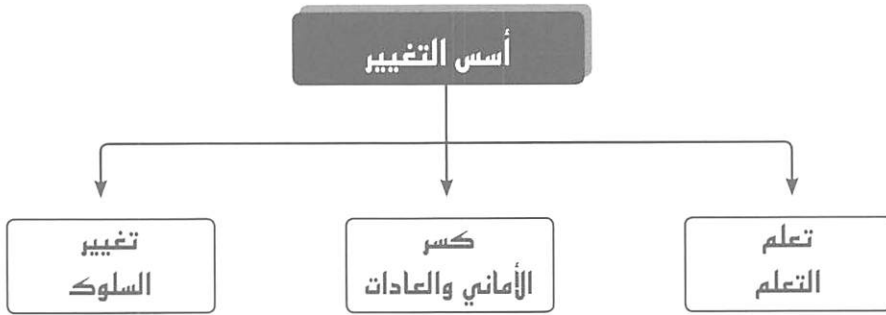 أسس التغيير
تعلم
التعلم
كسر
الأماني والعادات
تغيير
السلوك